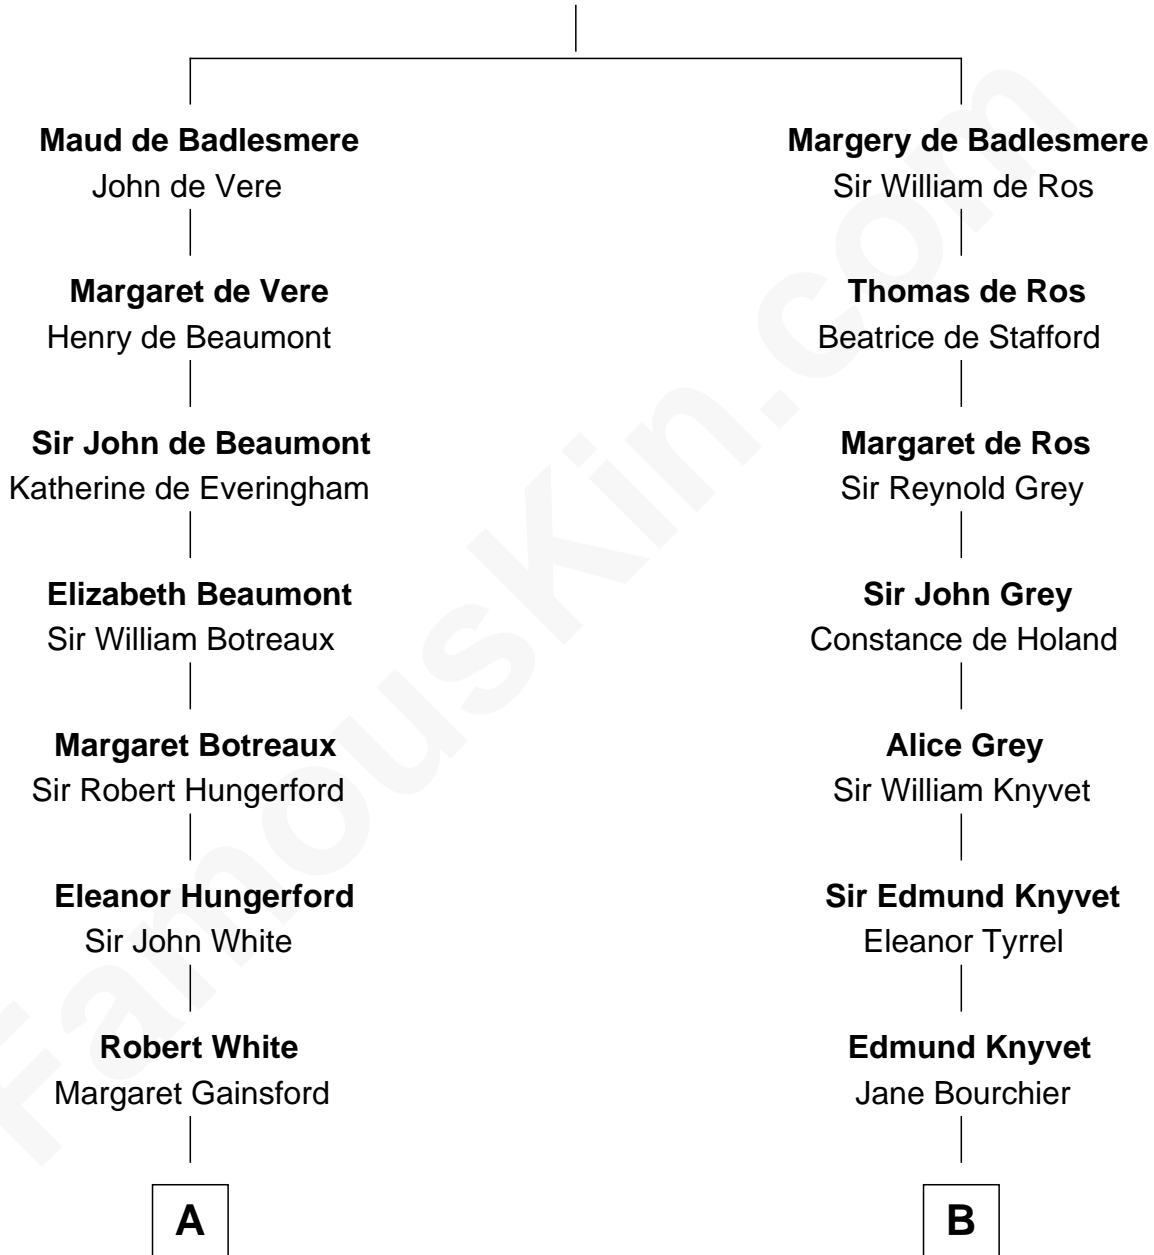 Maud de Badlesmere
John de Vere
Margaret de Vere
Henry de Beaumont
Sir John de Beaumont
Katherine de Everingham
Elizabeth Beaumont
Sir William Botreaux
Margaret Botreaux
Sir Robert Hungerford
Eleanor Hungerford
Sir John White
Robert White
Margaret Gainsford
A
Margery de Badlesmere
Sir William de Ros
Thomas de Ros
Beatrice de Stafford
Margaret de Ros
Sir Reynold Grey
Sir John Grey
Constance de Holand
Alice Grey
Sir William Knyvet
Sir Edmund Knyvet
Eleanor Tyrrel
Edmund Knyvet
Jane Bourchier
B
FamousKin.com